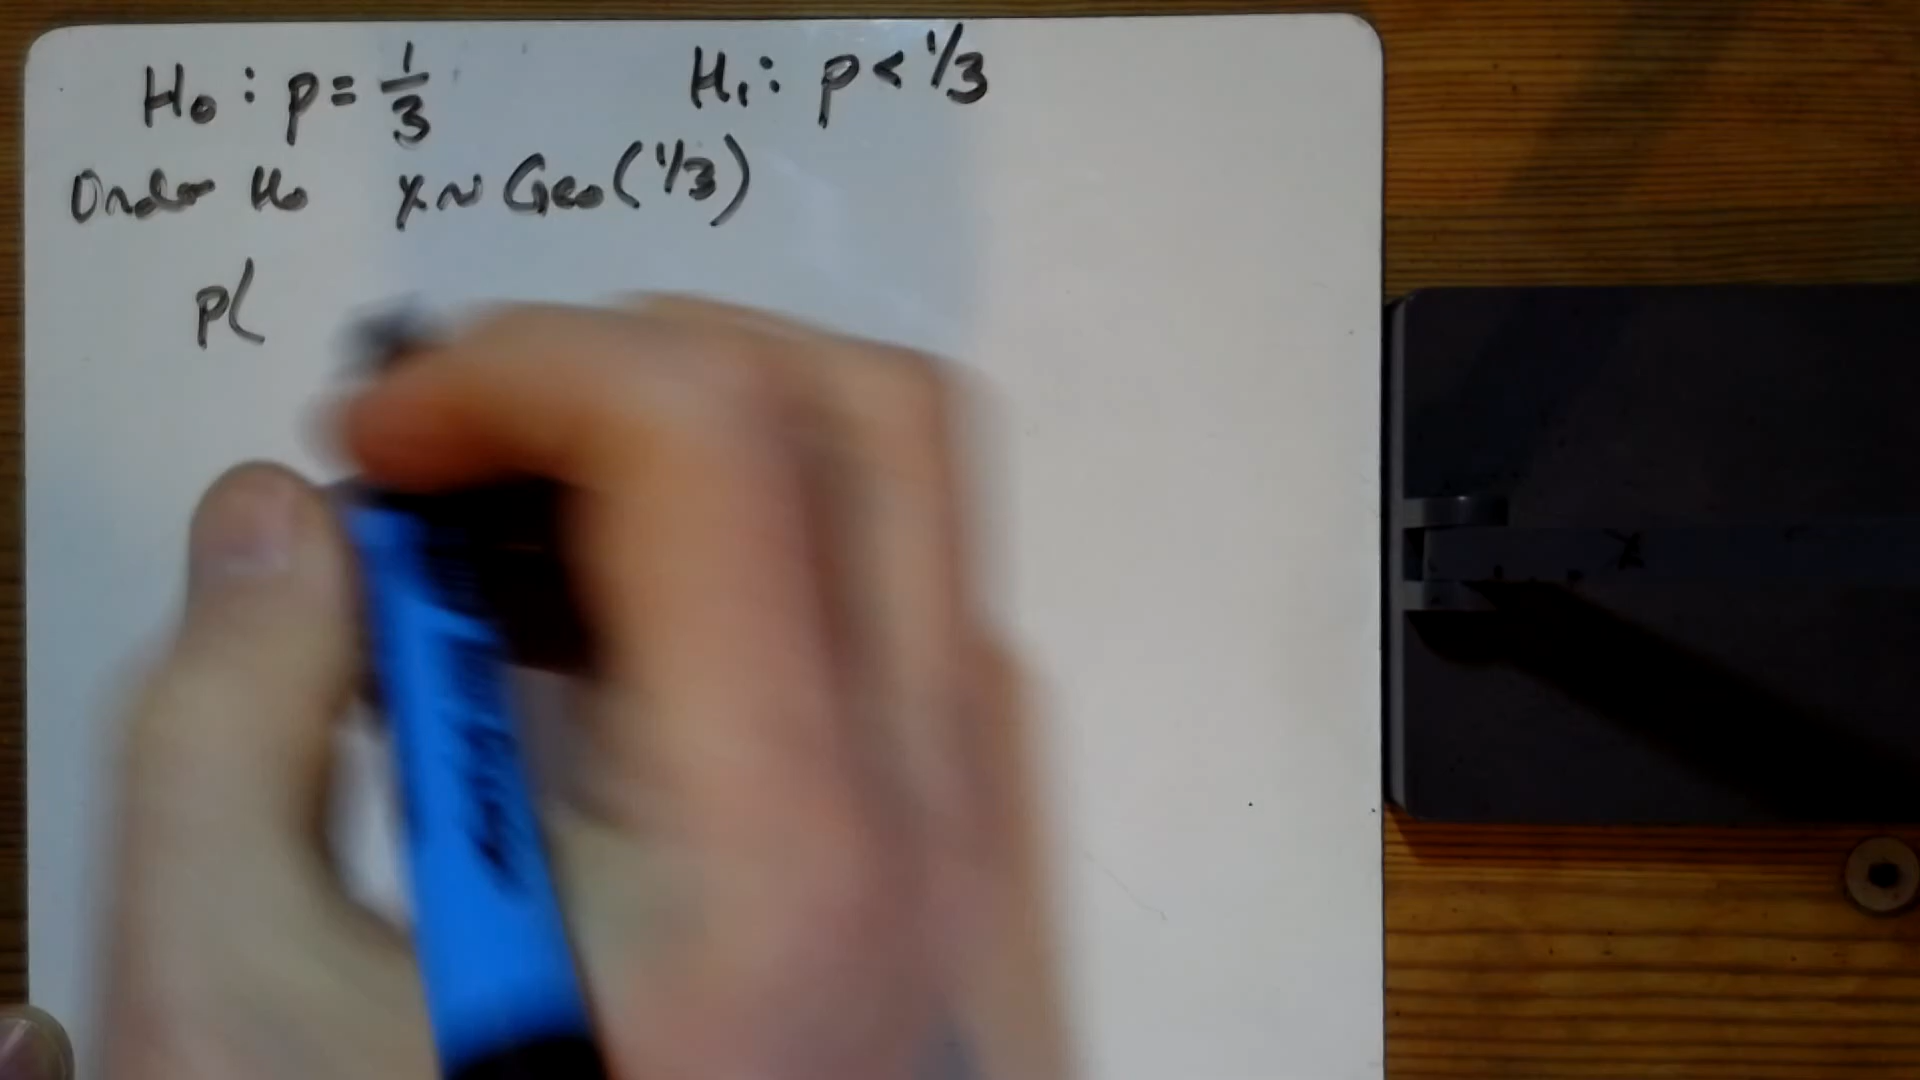 H₀ : p = 1/3 H₁ : p < 1/3
Under H₀ X ~ Geo(1/3)
P(